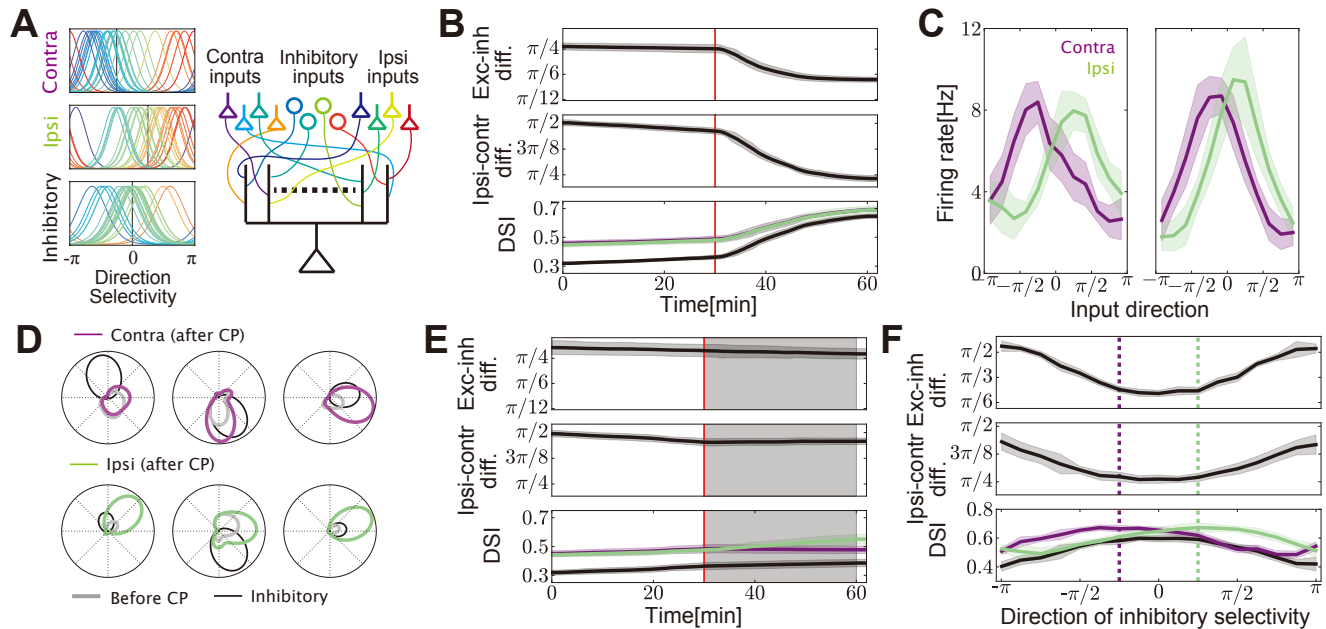 A
Contra
Ipsi
Inhibitory
-π 0 π
Direction
Selectivity
Contra
inputs
Inhibitory
inputs
Ipsi
inputs
B
Exc-inh
diff.
π/4
π/6
π/12
Ipsi-contr
diff.
π/2
3π/8
π/4
DSI
0.7
0.5
0.3
0 20 40 60
Time[min]
C
Contra
Ipsi
Firing rate[Hz]
12
8
4
0
-π -π/2 0 π/2 π
-π -π/2 0 π/2 π
Input direction
D
Contra (after CP)
Ipsi (after CP)
Before CP
Inhibitory
E
Exc-inh
diff.
π/4
π/6
π/12
Ipsi-contr
diff.
π/2
3π/8
π/4
DSI
0.7
0.5
0.3
0 20 40 60
Time[min]
F
Exc-inh
diff.
π/2
π/3
π/6
Ipsi-contr
diff.
π/2
3π/8
π/4
DSI
0.8
0.6
0.4
-π -π/2 0 π/2 π
Direction of inhibitory selectivity